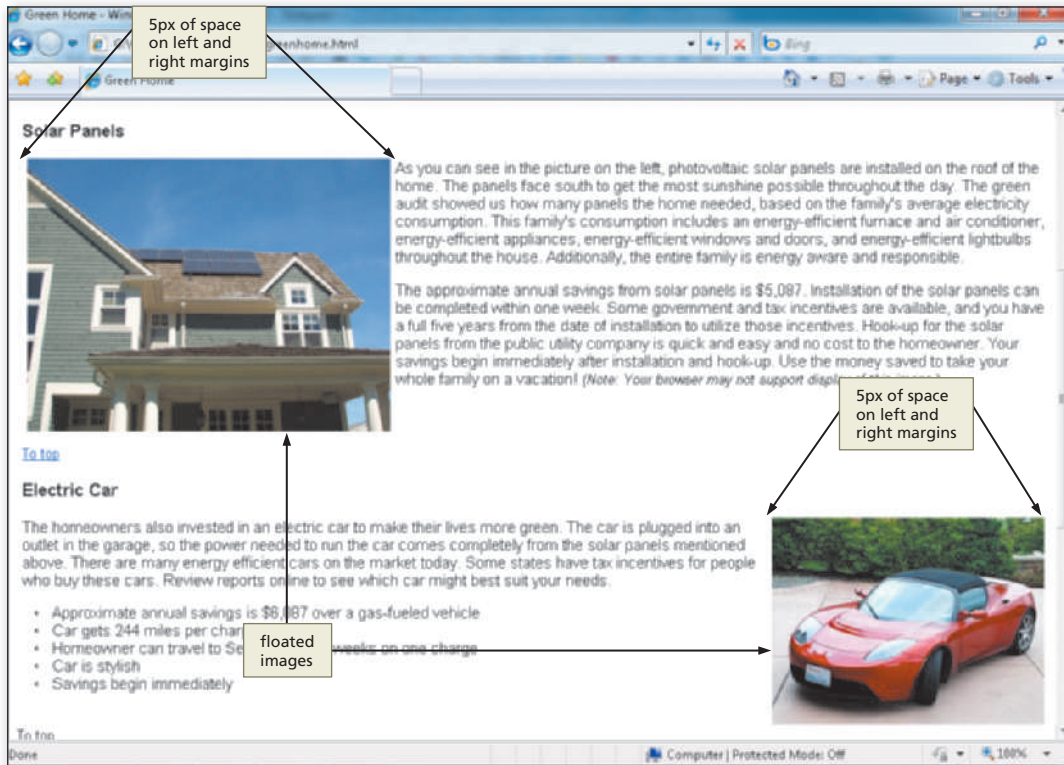 Green Home - Win
5px of space
on left and
right margins
greenhome.html
Bing
Green Home
Page
Tools
Solar Panels
As you can see in the picture on the left, photovoltaic solar panels are installed on the roof of the
home. The panels face south to get the most sunshine possible throughout the day. The green
audit showed us how many panels the home needed, based on the family's average electricity
consumption. This family's consumption includes an energy-efficient furnace and air conditioner,
energy-efficient appliances, energy-efficient windows and doors, and energy-efficient lightbulbs
throughout the house. Additionally, the entire family is energy aware and responsible.
The approximate annual savings from solar panels is $5,087. Installation of the solar panels can
be completed within one week. Some government and tax incentives are available, and you have
a full five years from the date of installation to utilize those incentives. Hook-up for the solar
panels from the public utility company is quick and easy and no cost to the homeowner. Your
savings begin immediately after installation and hook-up. Use the money saved to take your
whole family on a vacation! (Note: Your browser may not support display of this image.)
5px of space
on left and
right margins
To top
Electric Car
The homeowners also invested in an electric car to make their lives more green. The car is plugged into an
outlet in the garage, so the power needed to run the car comes completely from the solar panels mentioned
above. There are many energy efficient cars on the market today. Some states have tax incentives for people
who buy these cars. Review reports online to see which car might best suit your needs.
• Approximate annual savings is $6,087 over a gas-fueled vehicle
• Car gets 244 miles per char
• Homeowner can travel to Se weeks on one charge
• Car is stylish
• Savings begin immediately
floated
images
To top
Done
Computer | Protected Mode: Off
100%